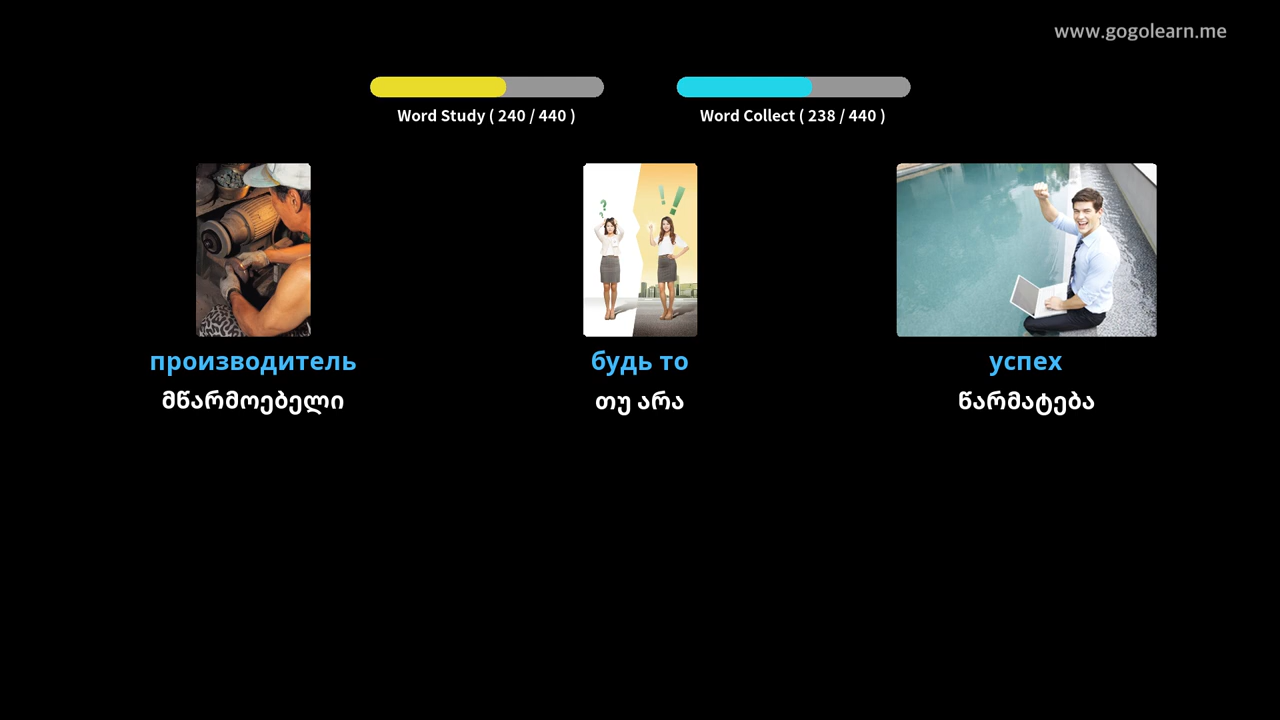 www.gogolearn.me
Word Study ( 240 / 440 )
Word Collect ( 238 / 440 )
производитель
მწარმოებელი
будь то
თუ არა
успех
წარმატება